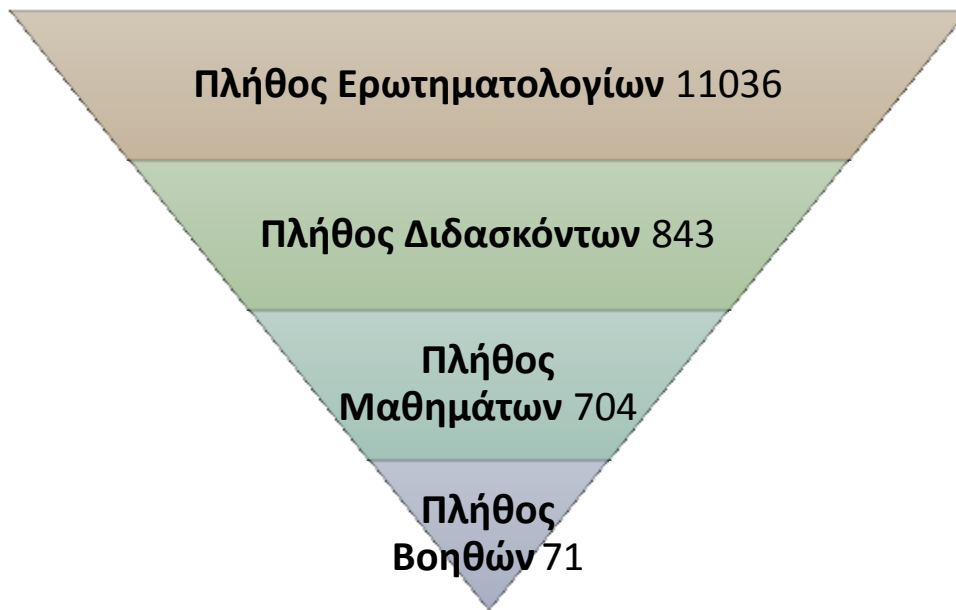 Πλήθος Ερωτηματολογίων 11036
Πλήθος Διδασκόντων 843
Πλήθος
Μαθημάτων 704
Πλήθος
Βοηθών 71